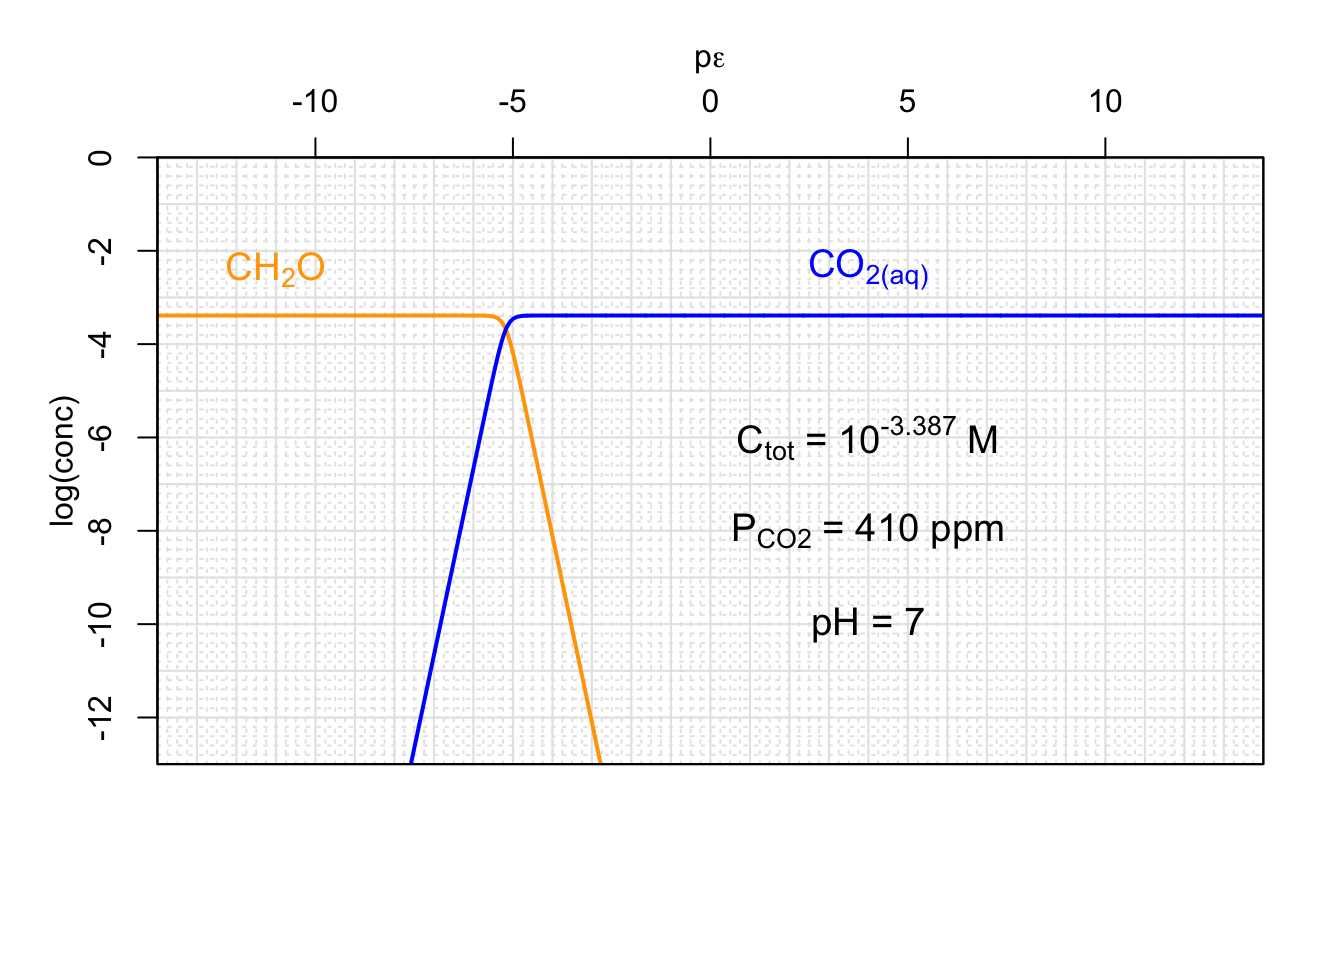 pε
-10 -5 0 5 10
0
-2
-4
-6
-8
-10
-12
log(conc)
CH₂O
CO₂₍aq₎
Cₜₒₜ = 10⁻³·³⁸⁷ M
P_CO2 = 410 ppm
pH = 7